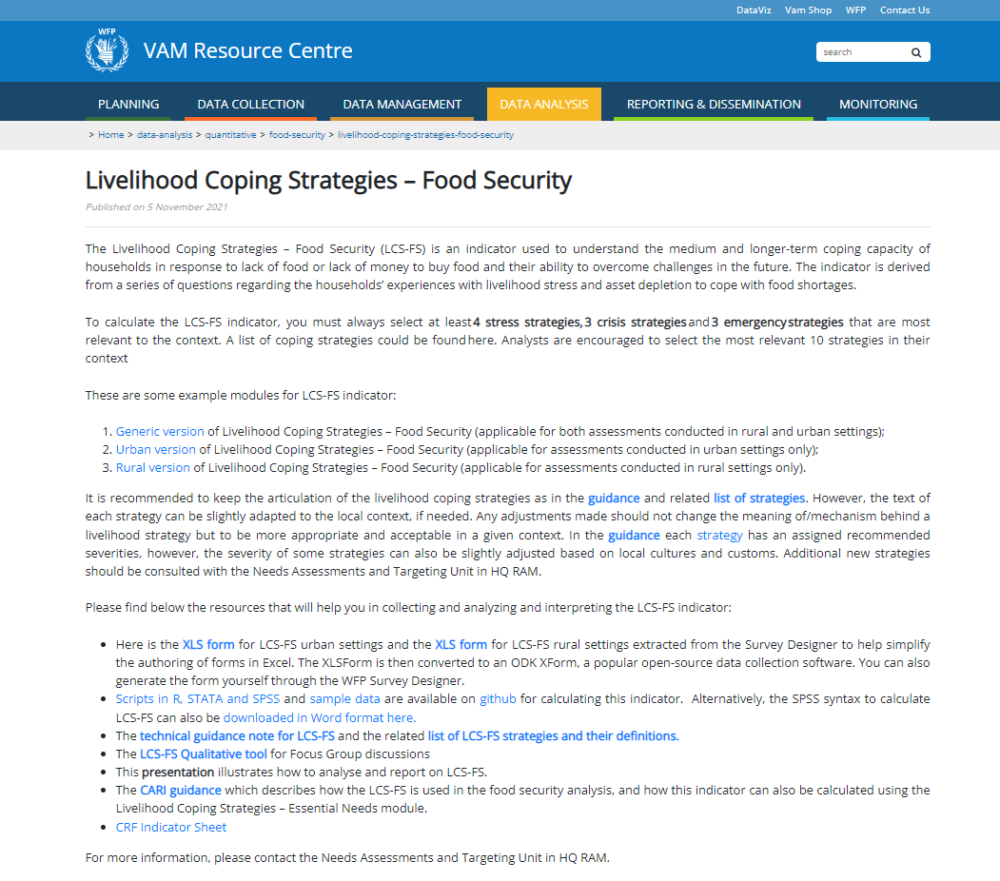 DataViz Vam Shop WFP Contact Us
WFP
VAM Resource Centre
search
PLANNING DATA COLLECTION DATA MANAGEMENT DATA ANALYSIS REPORTING & DISSEMINATION MONITORING
> Home > data-analysis > quantitative > food-security > livelihood-coping-strategies-food-security
Livelihood Coping Strategies – Food Security
Published on 5 November 2021
The Livelihood Coping Strategies – Food Security (LCS-FS) is an indicator used to understand the medium and longer-term coping capacity of
households in response to lack of food or lack of money to buy food and their ability to overcome challenges in the future. The indicator is derived
from a series of questions regarding the households’ experiences with livelihood stress and asset depletion to cope with food shortages.
To calculate the LCS-FS indicator, you must always select at least 4 stress strategies, 3 crisis strategies and 3 emergency strategies that are most
relevant to the context. A list of coping strategies could be found here. Analysts are encouraged to select the most relevant 10 strategies in their
context
These are some example modules for LCS-FS indicator:
1. Generic version of Livelihood Coping Strategies – Food Security (applicable for both assessments conducted in rural and urban settings);
2. Urban version of Livelihood Coping Strategies – Food Security (applicable for assessments conducted in urban settings only);
3. Rural version of Livelihood Coping Strategies – Food Security (applicable for assessments conducted in rural settings only).
It is recommended to keep the articulation of the livelihood coping strategies as in the guidance and related list of strategies. However, the text of
each strategy can be slightly adapted to the local context, if needed. Any adjustments made should not change the meaning of/mechanism behind a
livelihood strategy but to be more appropriate and acceptable in a given context. In the guidance each strategy has an assigned recommended
severities, however, the severity of some strategies can also be slightly adjusted based on local cultures and customs. Additional new strategies
should be consulted with the Needs Assessments and Targeting Unit in HQ RAM.
Please find below the resources that will help you in collecting and analyzing and interpreting the LCS-FS indicator:
• Here is the XLS form for LCS-FS urban settings and the XLS form for LCS-FS rural settings extracted from the Survey Designer to help simplify
the authoring of forms in Excel. The XLSForm is then converted to an ODK XForm, a popular open-source data collection software. You can also
generate the form yourself through the WFP Survey Designer.
• Scripts in R, STATA and SPSS and sample data are available on github for calculating this indicator. Alternatively, the SPSS syntax to calculate
LCS-FS can also be downloaded in Word format here.
• The technical guidance note for LCS-FS and the related list of LCS-FS strategies and their definitions.
• The LCS-FS Qualitative tool for Focus Group discussions
• This presentation illustrates how to analyse and report on LCS-FS.
• The CARI guidance which describes how the LCS-FS is used in the food security analysis, and how this indicator can also be calculated using the
Livelihood Coping Strategies – Essential Needs module.
• CRF Indicator Sheet
For more information, please contact the Needs Assessments and Targeting Unit in HQ RAM.